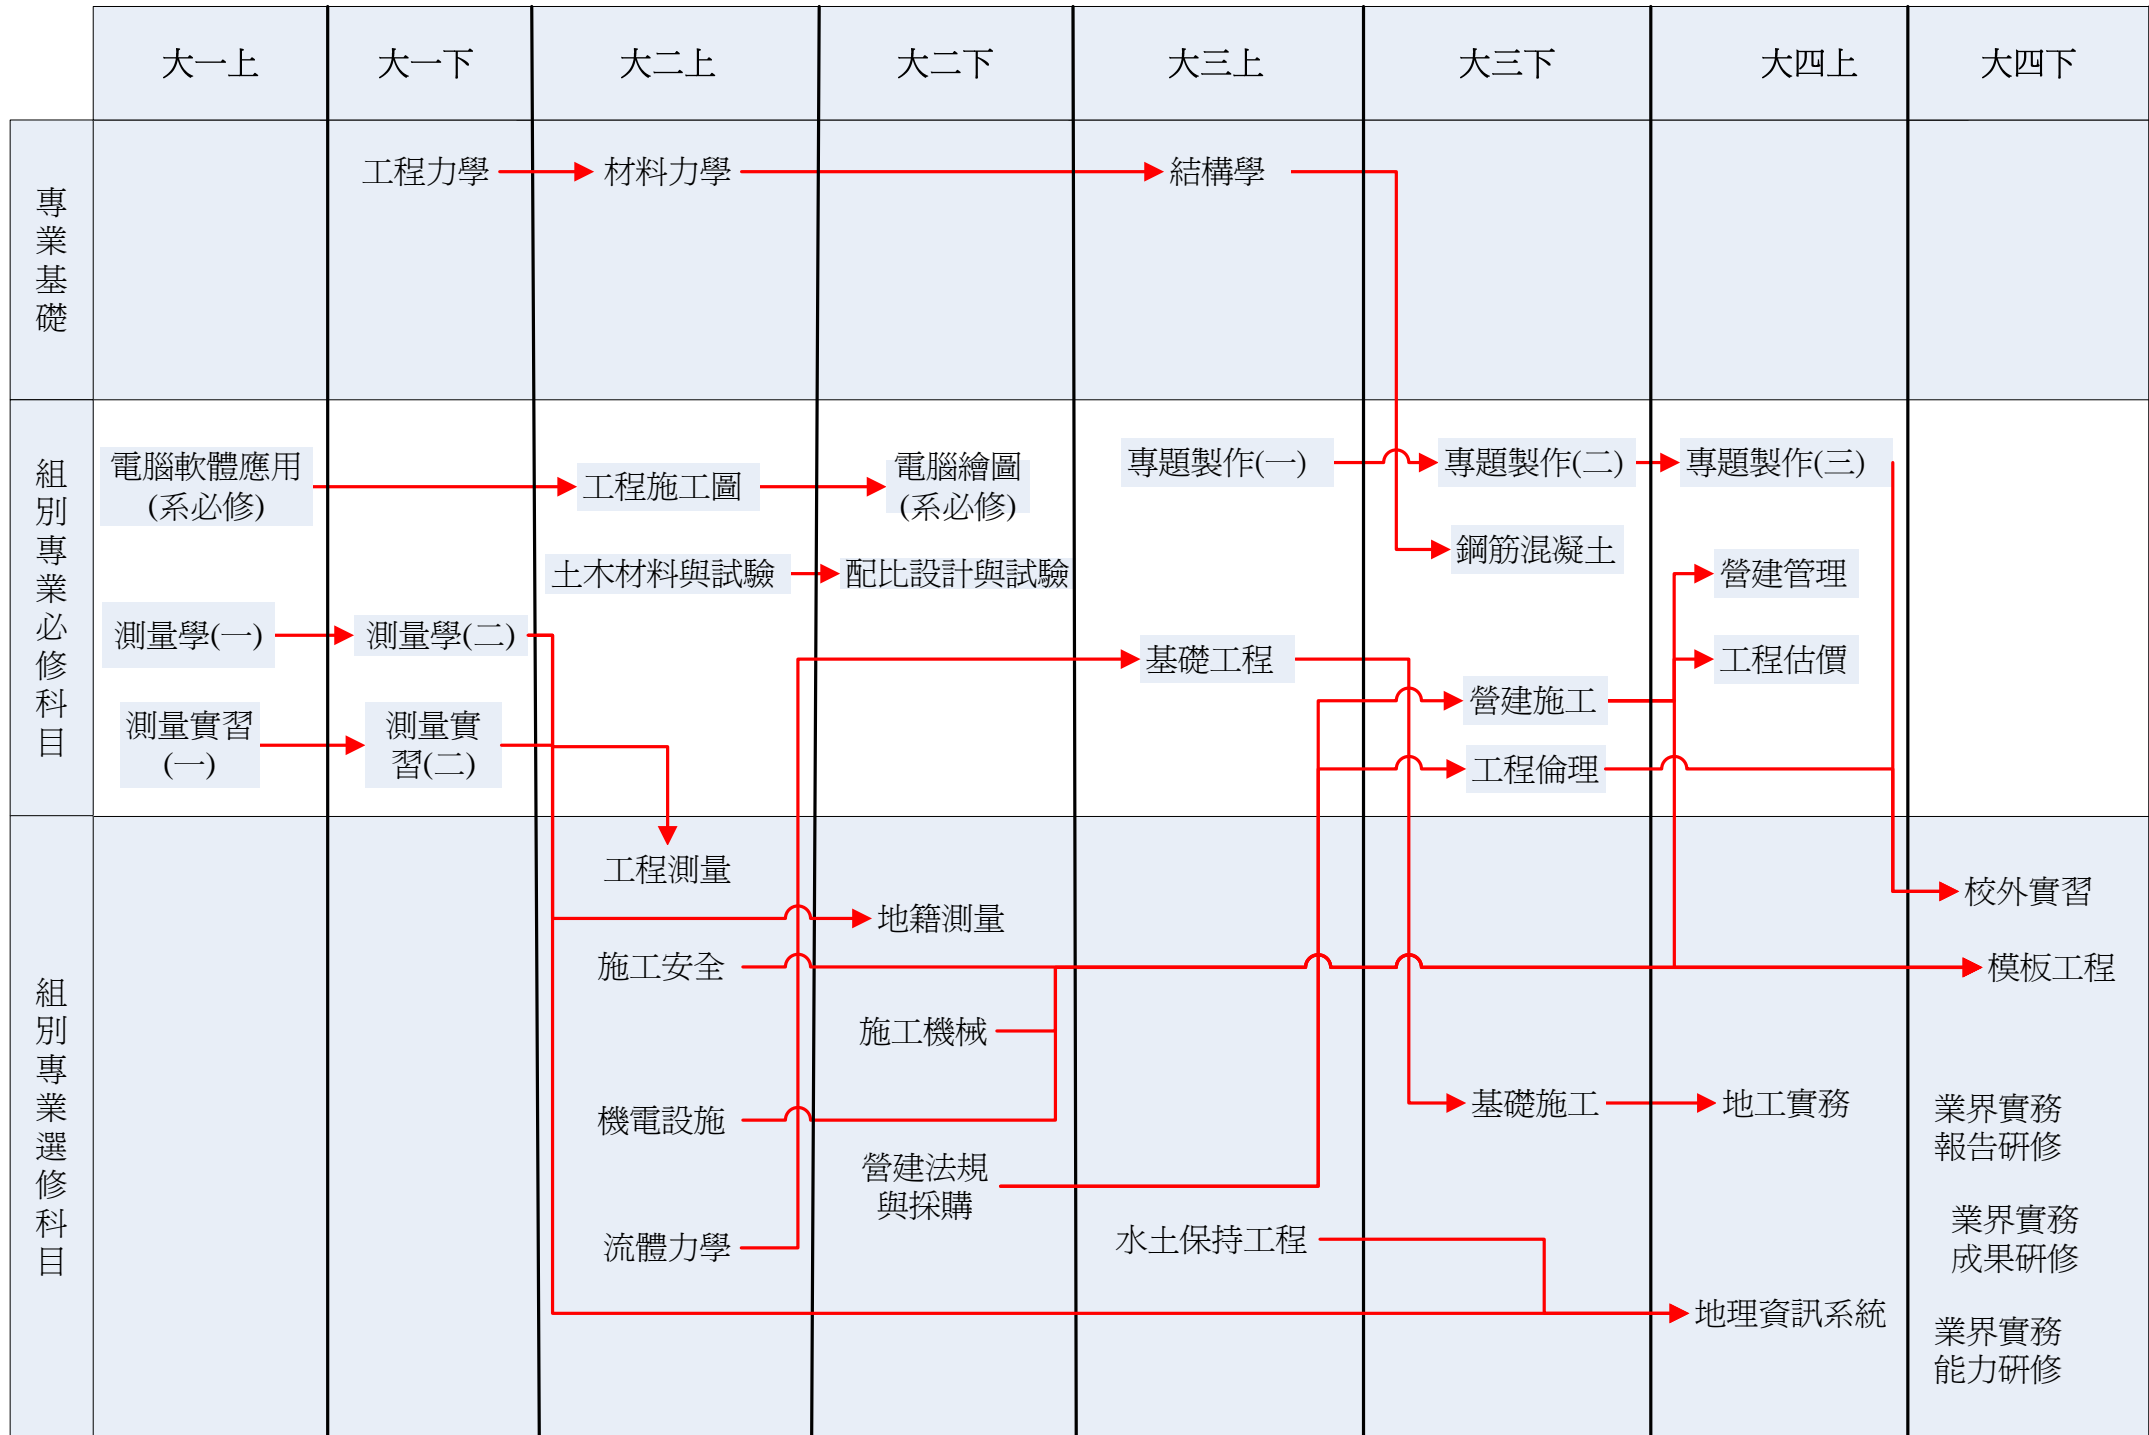 大一上
大一下
大二上
大二下
大三上
大三下
大四上
大四下
專業基礎
工程力學
材料力學
結構學
組別專業必修科目
電腦軟體應用
(系必修)
工程施工圖
電腦繪圖
(系必修)
專題製作(一)
專題製作(二)
專題製作(三)
土木材料與試驗
配比設計與試驗
鋼筋混凝土
營建管理
測量學(一)
測量學(二)
基礎工程
工程估價
測量實習
(一)
測量實
習(二)
營建施工
工程倫理
組別專業選修科目
工程測量
地籍測量
校外實習
施工安全
模板工程
施工機械
機電設施
基礎施工
地工實務
業界實務
報告研修
營建法規
與採購
流體力學
水土保持工程
業界實務
成果研修
地理資訊系統
業界實務
能力研修